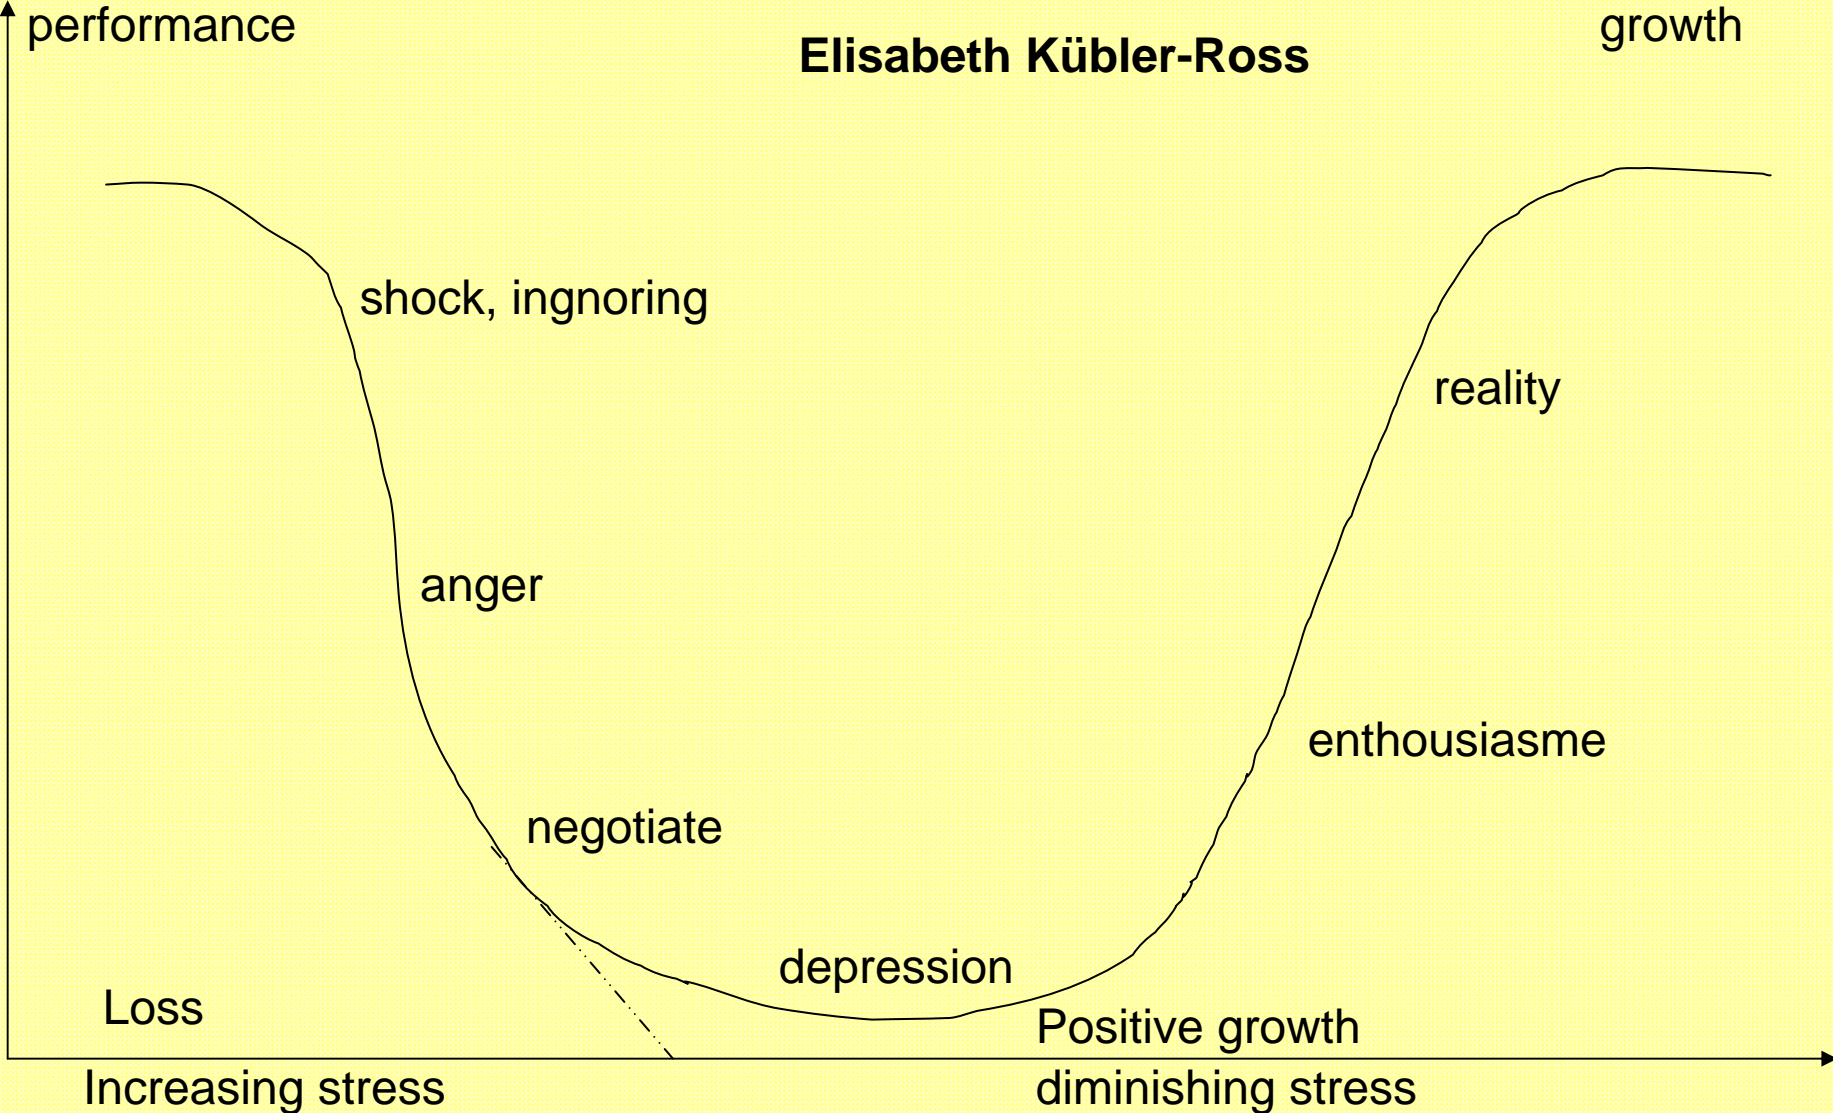 performance
growth
Elisabeth Kübler-Ross
shock, ingnoring
reality
anger
enthousiasme
negotiate
depression
Loss
Positive growth
Increasing stress
diminishing stress